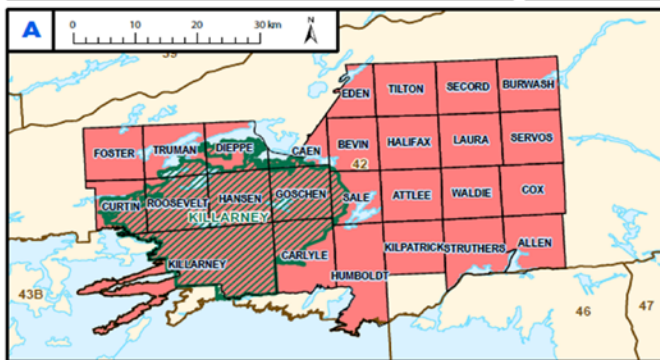 A
0 10 20 30 km
N
39
EDEN TILTON SECORD BURWASH
FOSTER TRUMAN DIEPPE CAEN BEVIN HALIFAX LAURA SERVOS
42
CURTIN ROOSEVELT HANSEN GOSCHEN SALE ATTLEE WALDIE COX
KILLARNEY
KILLARNEY CARLYLE HUMBOLDT KILPATRICK STRUTHERS ALLEN
43B 46 47